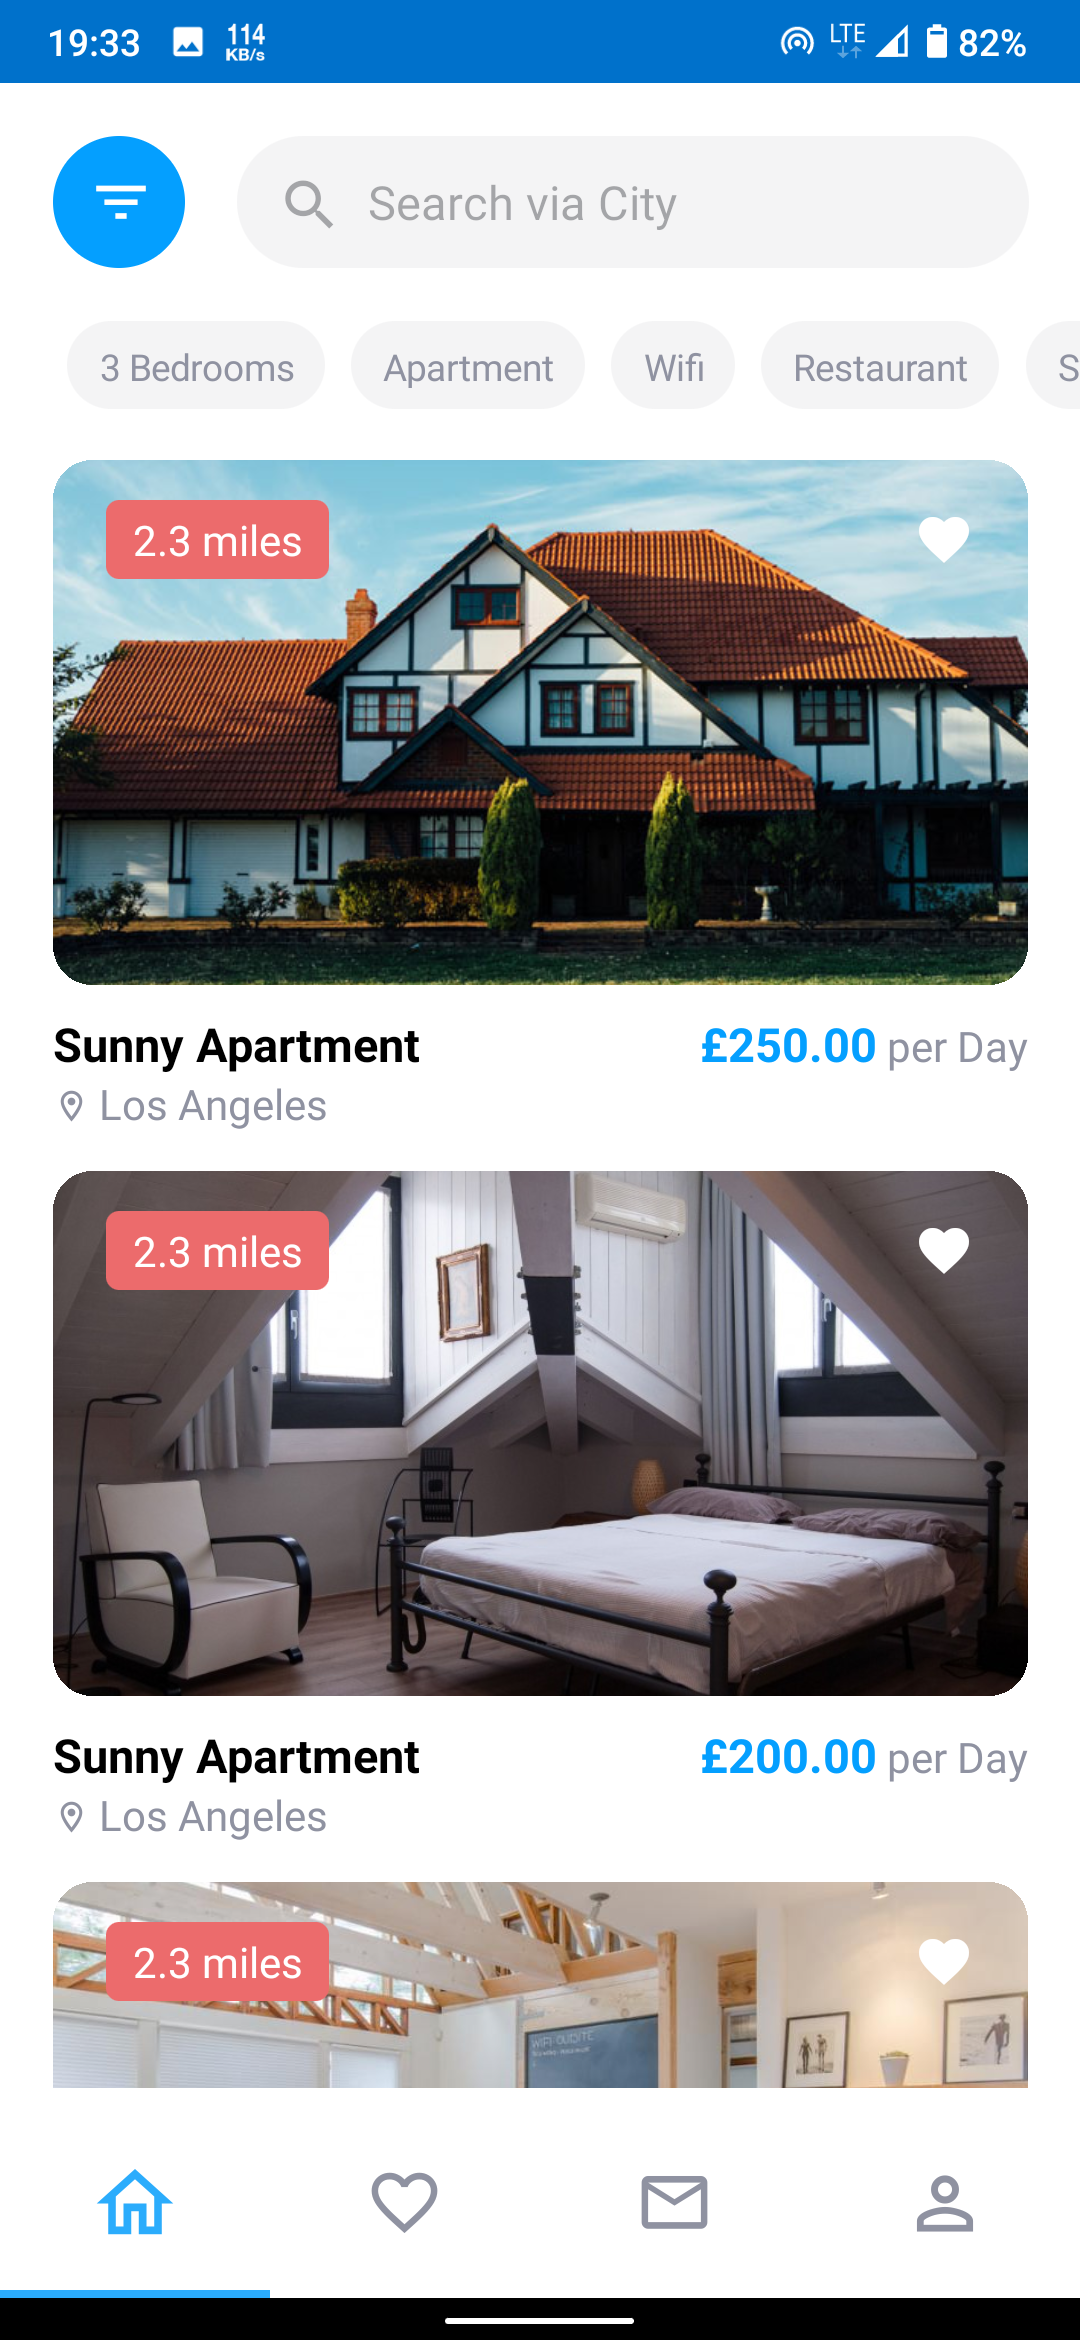 19:33
114
KB/s
LTE
82%
Search via City
3 Bedrooms
Apartment
Wifi
Restaurant
S
2.3 miles
Sunny Apartment
£250.00 per Day
Los Angeles
2.3 miles
Sunny Apartment
£200.00 per Day
Los Angeles
2.3 miles